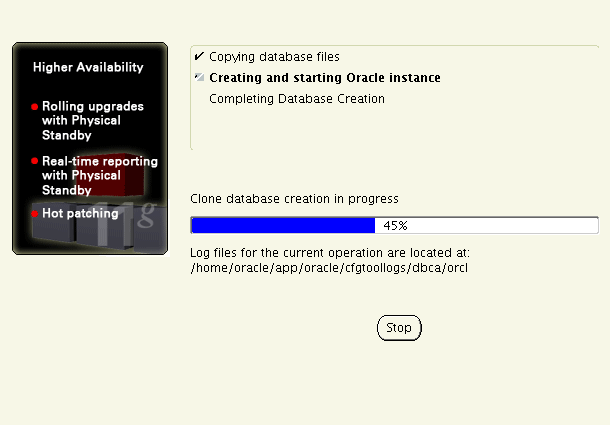 Higher Availability
Rolling upgrades
with Physical
Standby
Real-time reporting
with Physical
Standby
Hot patching
11g
Copying database files
Creating and starting Oracle instance
Completing Database Creation
Clone database creation in progress
45%
Log files for the current operation are located at:
/home/oracle/app/oracle/cfgtoollogs/dbca/orcl
Stop